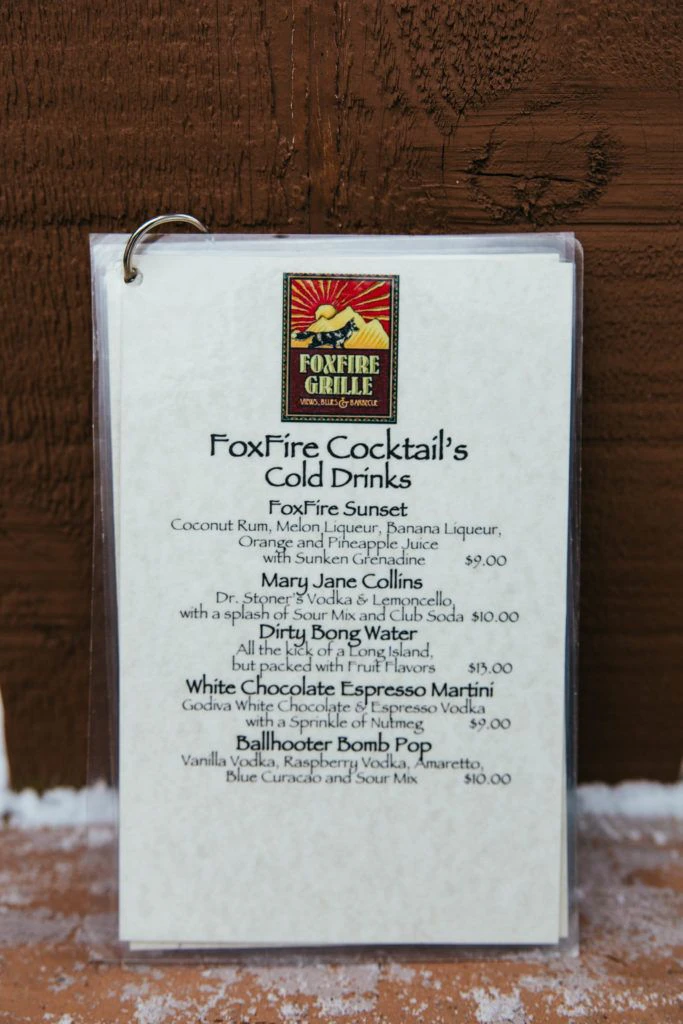 FOXFIRE
GRILLE
VIEWS, BLUES & BARBECUE
FoxFire Cocktail's
Cold Drinks
FoxFire Sunset
Coconut Rum, Melon Liqueur, Banana Liqueur,
Orange and Pineapple Juice
with Sunken Grenadine $9.00
Mary Jane Collins
Dr. Stoner's Vodka & Lemoncello,
with a splash of Sour Mix and Club Soda $10.00
Dirty Bong Water
All the kick of a Long Island,
but packed with Fruit Flavors $13.00
White Chocolate Espresso Martini
Godiva White Chocolate & Espresso Vodka
with a Sprinkle of Nutmeg $9.00
Ballhooter Bomb Pop
Vanilla Vodka, Raspberry Vodka, Amaretto,
Blue Curacao and Sour Mix $10.00